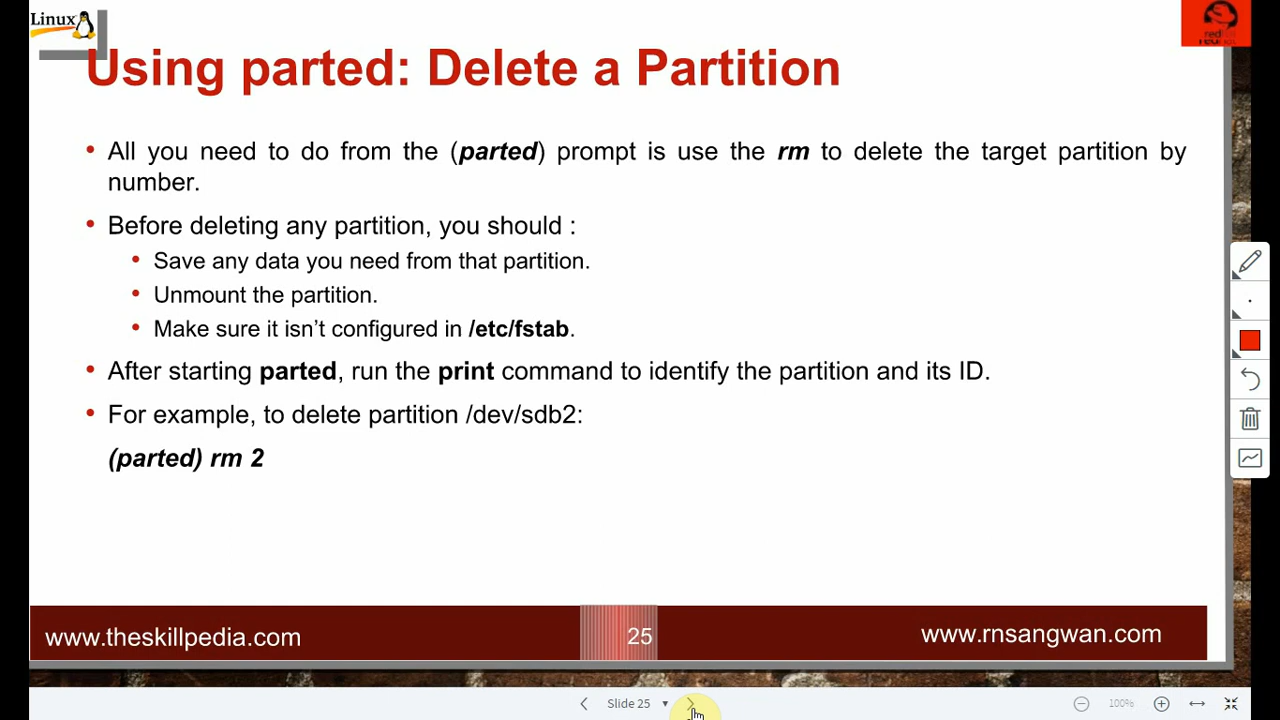 Linux
Using parted: Delete a Partition
• All you need to do from the (parted) prompt is use the rm to delete the target partition by
number.
• Before deleting any partition, you should :
• Save any data you need from that partition.
• Unmount the partition.
• Make sure it isn't configured in /etc/fstab.
• After starting parted, run the print command to identify the partition and its ID.
• For example, to delete partition /dev/sdb2:
(parted) rm 2
www.theskillpedia.com
25
www.rnsangwan.com
Slide 25
100%